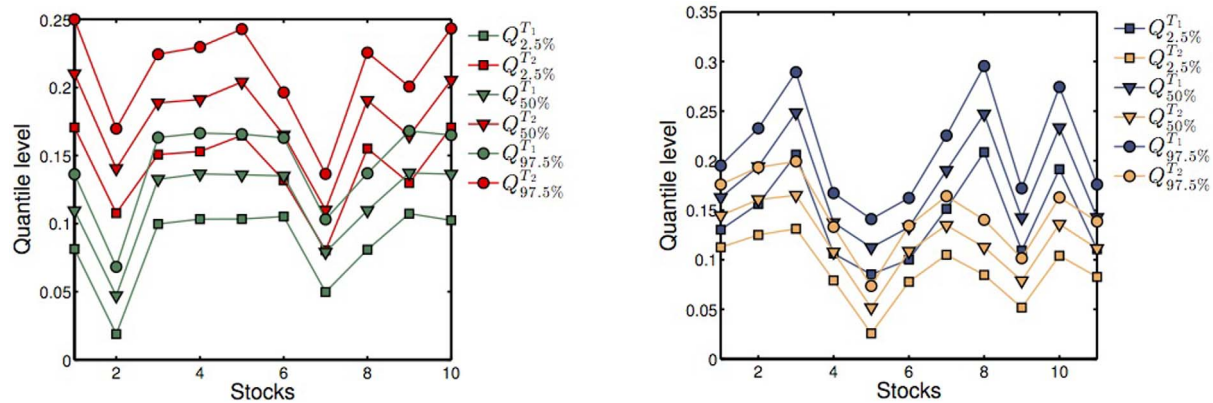 0.25
0.2
0.15
0.1
0.05
0
2 4 6 8 10
Quantile level
Stocks
Q^{T_1}_{2.5%}
Q^{T_2}_{2.5%}
Q^{T_1}_{50%}
Q^{T_2}_{50%}
Q^{T_1}_{97.5%}
Q^{T_2}_{97.5%}
0.35
0.3
0.25
0.2
0.15
0.1
0.05
0
2 4 6 8 10
Quantile level
Stocks
Q^{T_1}_{2.5%}
Q^{T_2}_{2.5%}
Q^{T_1}_{50%}
Q^{T_2}_{50%}
Q^{T_1}_{97.5%}
Q^{T_2}_{97.5%}